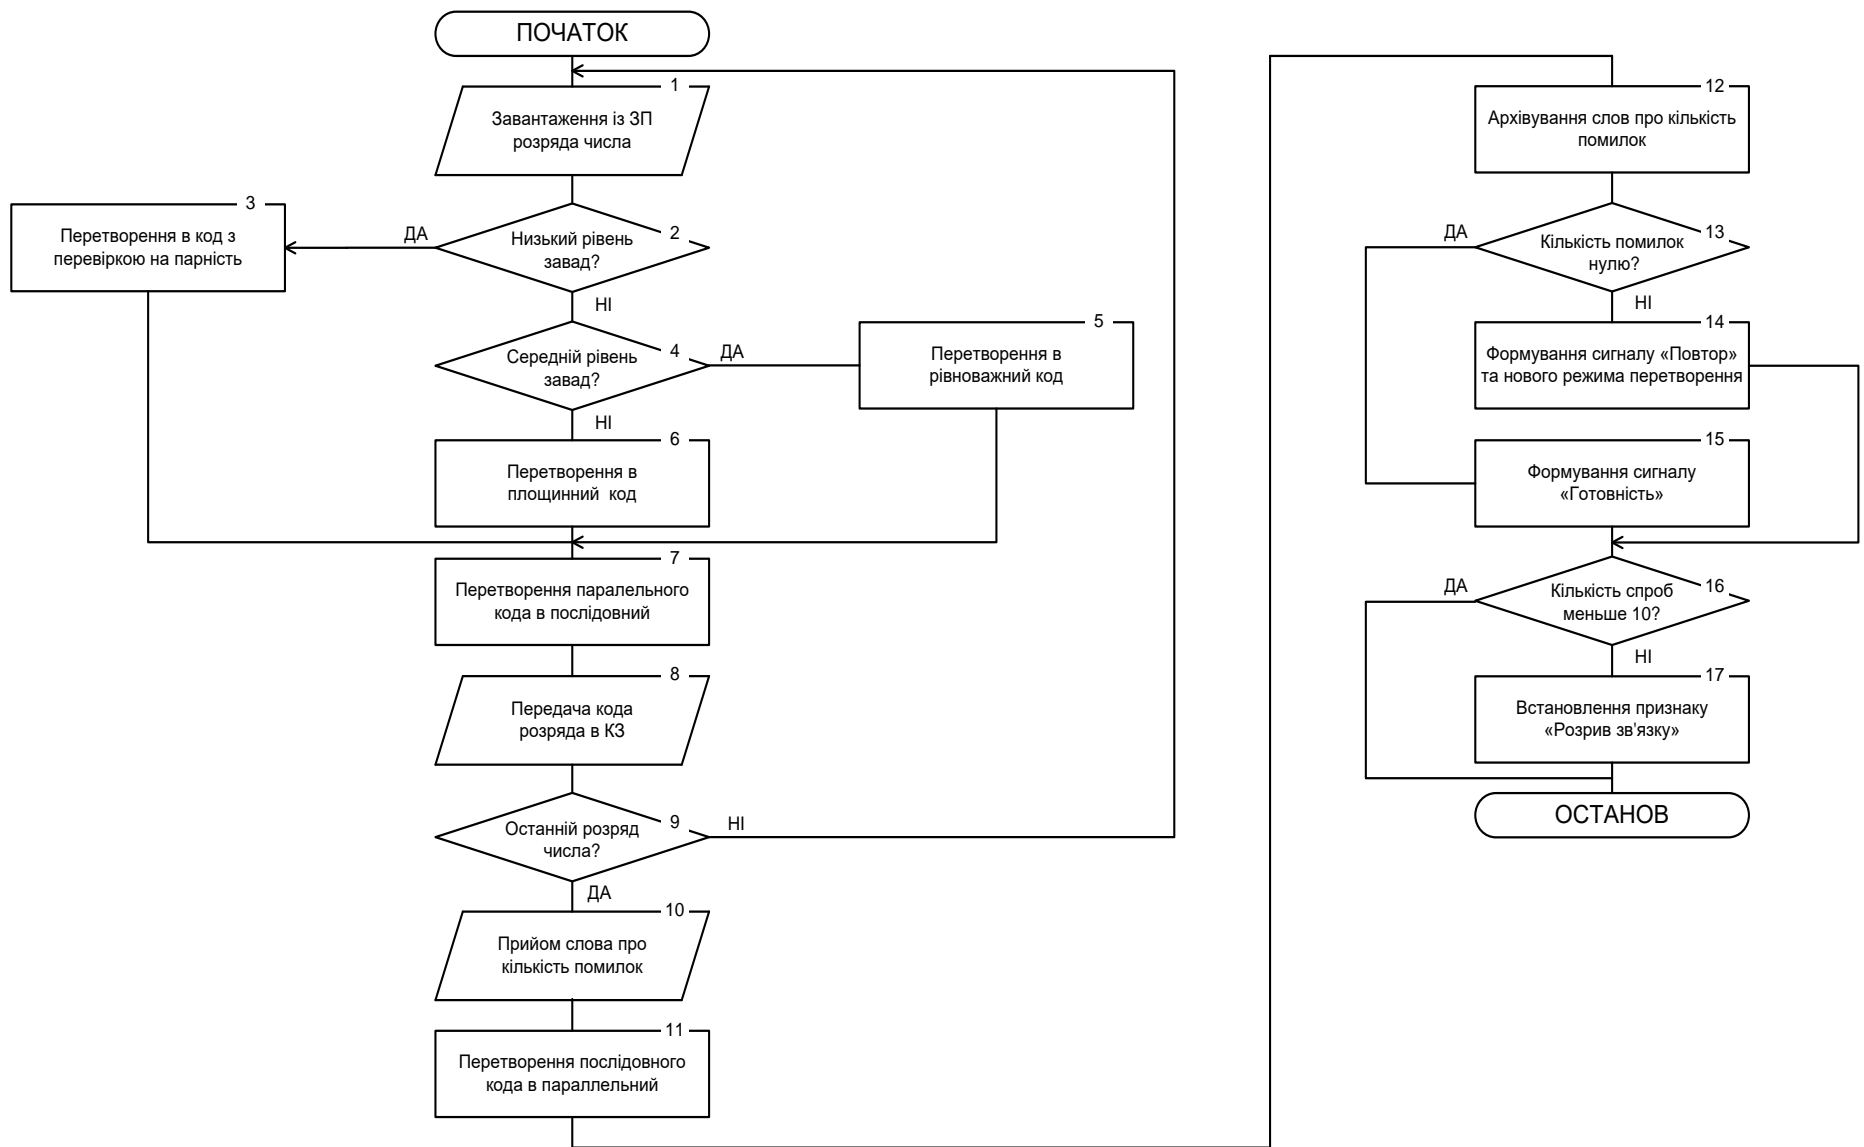 ПОЧАТОК
1
Завантаження із ЗП
розряда числа
2
Низький рівень
завад?
ДА
НІ
3
Перетворення в код з
перевіркою на парність
4
Середній рівень
завад?
ДА
НІ
5
Перетворення в
рівноважний код
6
Перетворення в
площинний код
7
Перетворення паралельного
кода в послідовний
8
Передача кода
розряда в КЗ
9
Останній розряд
числа?
НІ
ДА
10
Прийом слова про
кількість помилок
11
Перетворення послідовного
кода в параллельний
12
Архівування слов про кількість
помилок
13
Кількість помилок
нулю?
ДА
НІ
14
Формування сигналу «Повтор»
та нового режима перетворення
15
Формування сигналу
«Готовність»
16
Кількість спроб
меньше 10?
ДА
НІ
17
Встановлення признаку
«Розрив зв'язку»
ОСТАНОВ